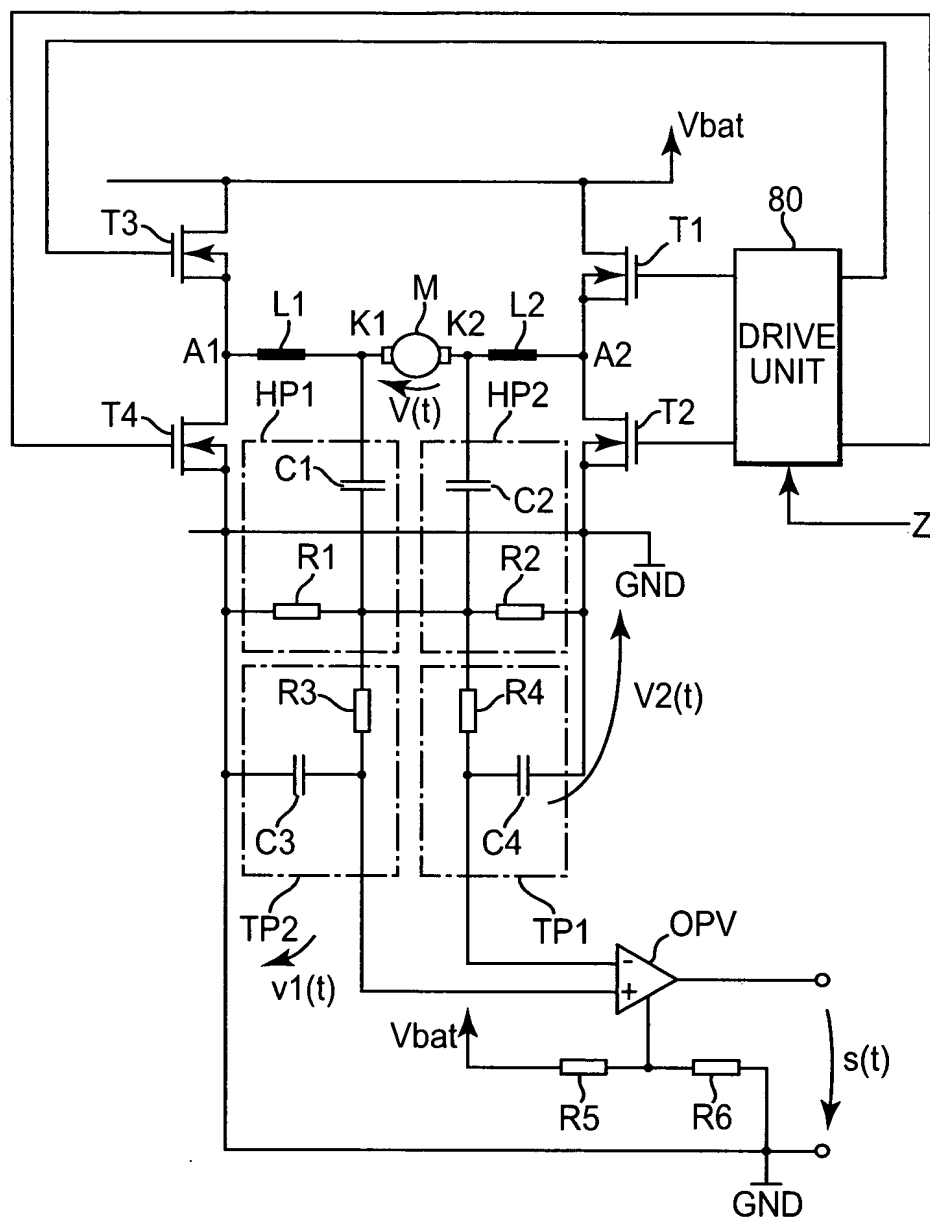 Vbat
80
T3
T1
L1
K1
M
K2
L2
A1
A2
DRIVE
UNIT
HP1
V(t)
HP2
T4
T2
C1
C2
Z
R1
R2
GND
R3
R4
V2(t)
C3
C4
TP2
TP1
OPV
v1(t)
-
+
Vbat
s(t)
R5
R6
GND